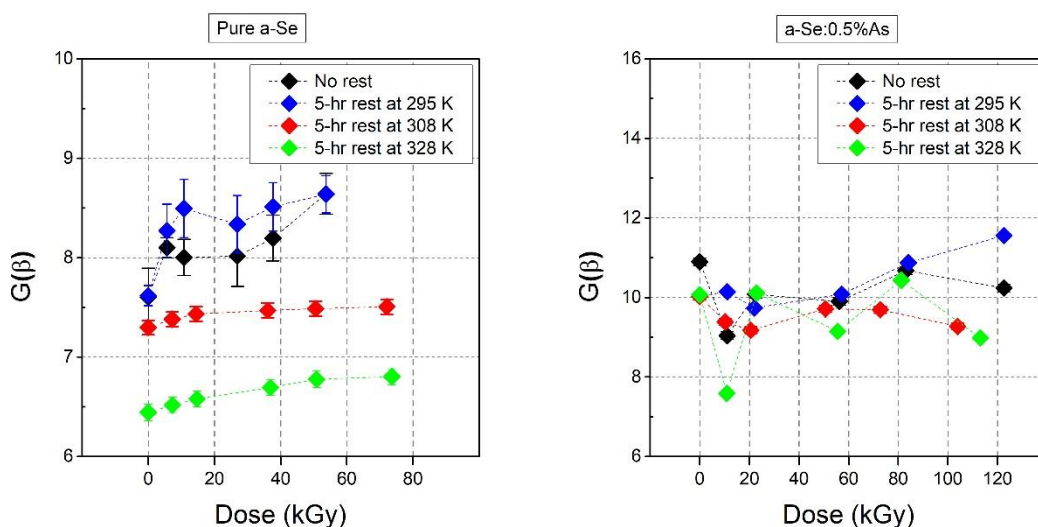 Pure a-Se
10
9
8
7
6
G(β)
No rest
5-hr rest at 295 K
5-hr rest at 308 K
5-hr rest at 328 K
0 20 40 60 80
Dose (kGy)
a-Se:0.5%As
16
14
12
10
8
6
G(β)
No rest
5-hr rest at 295 K
5-hr rest at 308 K
5-hr rest at 328 K
0 20 40 60 80 100 120
Dose (kGy)